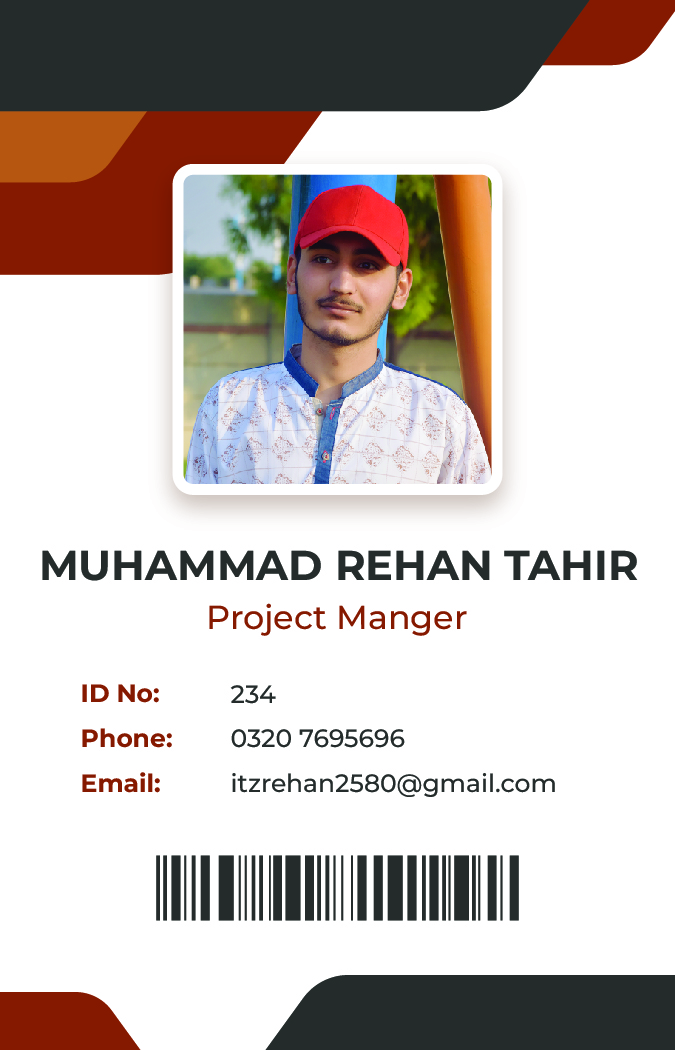 MUHAMMAD REHAN TAHIR
Project Manger
ID No: 234
Phone: 0320 7695696
Email: itzrehan2580@gmail.com